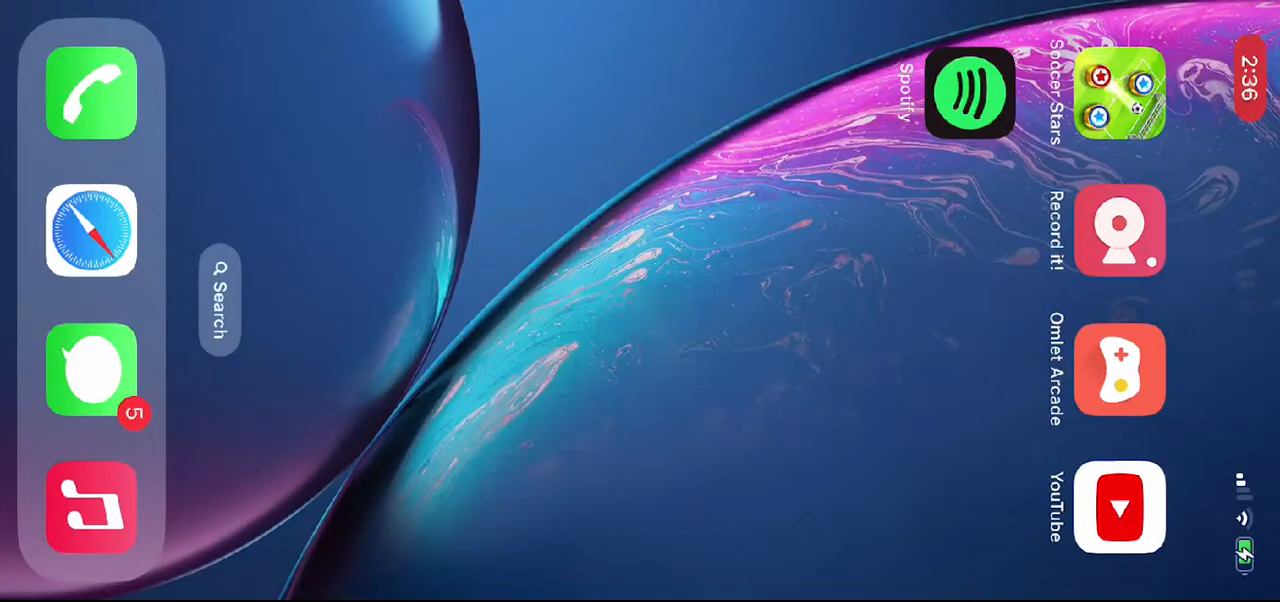 2:36
Soccer Stars
Record it!
Omlet Arcade
YouTube
Spotify
Search
5